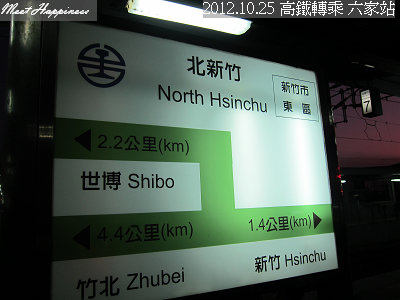 Meet Happiness
2012.10.25 高鐵轉乘 六家站
北新竹
North Hsinchu
新竹市
東區
7
2.2公里(km)
世博 Shibo
4.4公里(km)
1.4公里(km)
竹北 Zhubei
新竹 Hsinchu